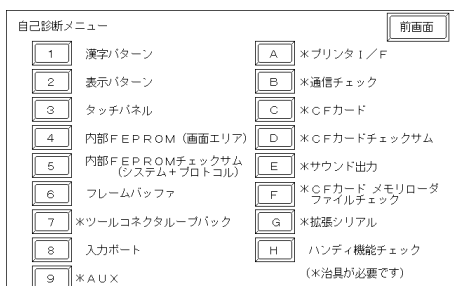 自己診断メニュー
前画面
1 漢字パターン
2 表示パターン
3 タッチパネル
4 内部FEPROM(画面エリア)
5 内部FEPROMチェックサム
(システム+プロトコル)
6 フレームバッファ
7 *ツールコネクタループバック
8 入力ポート
9 *AUX
A *プリンタI/F
B *通信チェック
C *CFカード
D *CFカードチェックサム
E *サウンド出力
F *CFカード メモリローダ
ファイルチェック
G *拡張シリアル
H ハンディ機能チェック
(*治具が必要です)